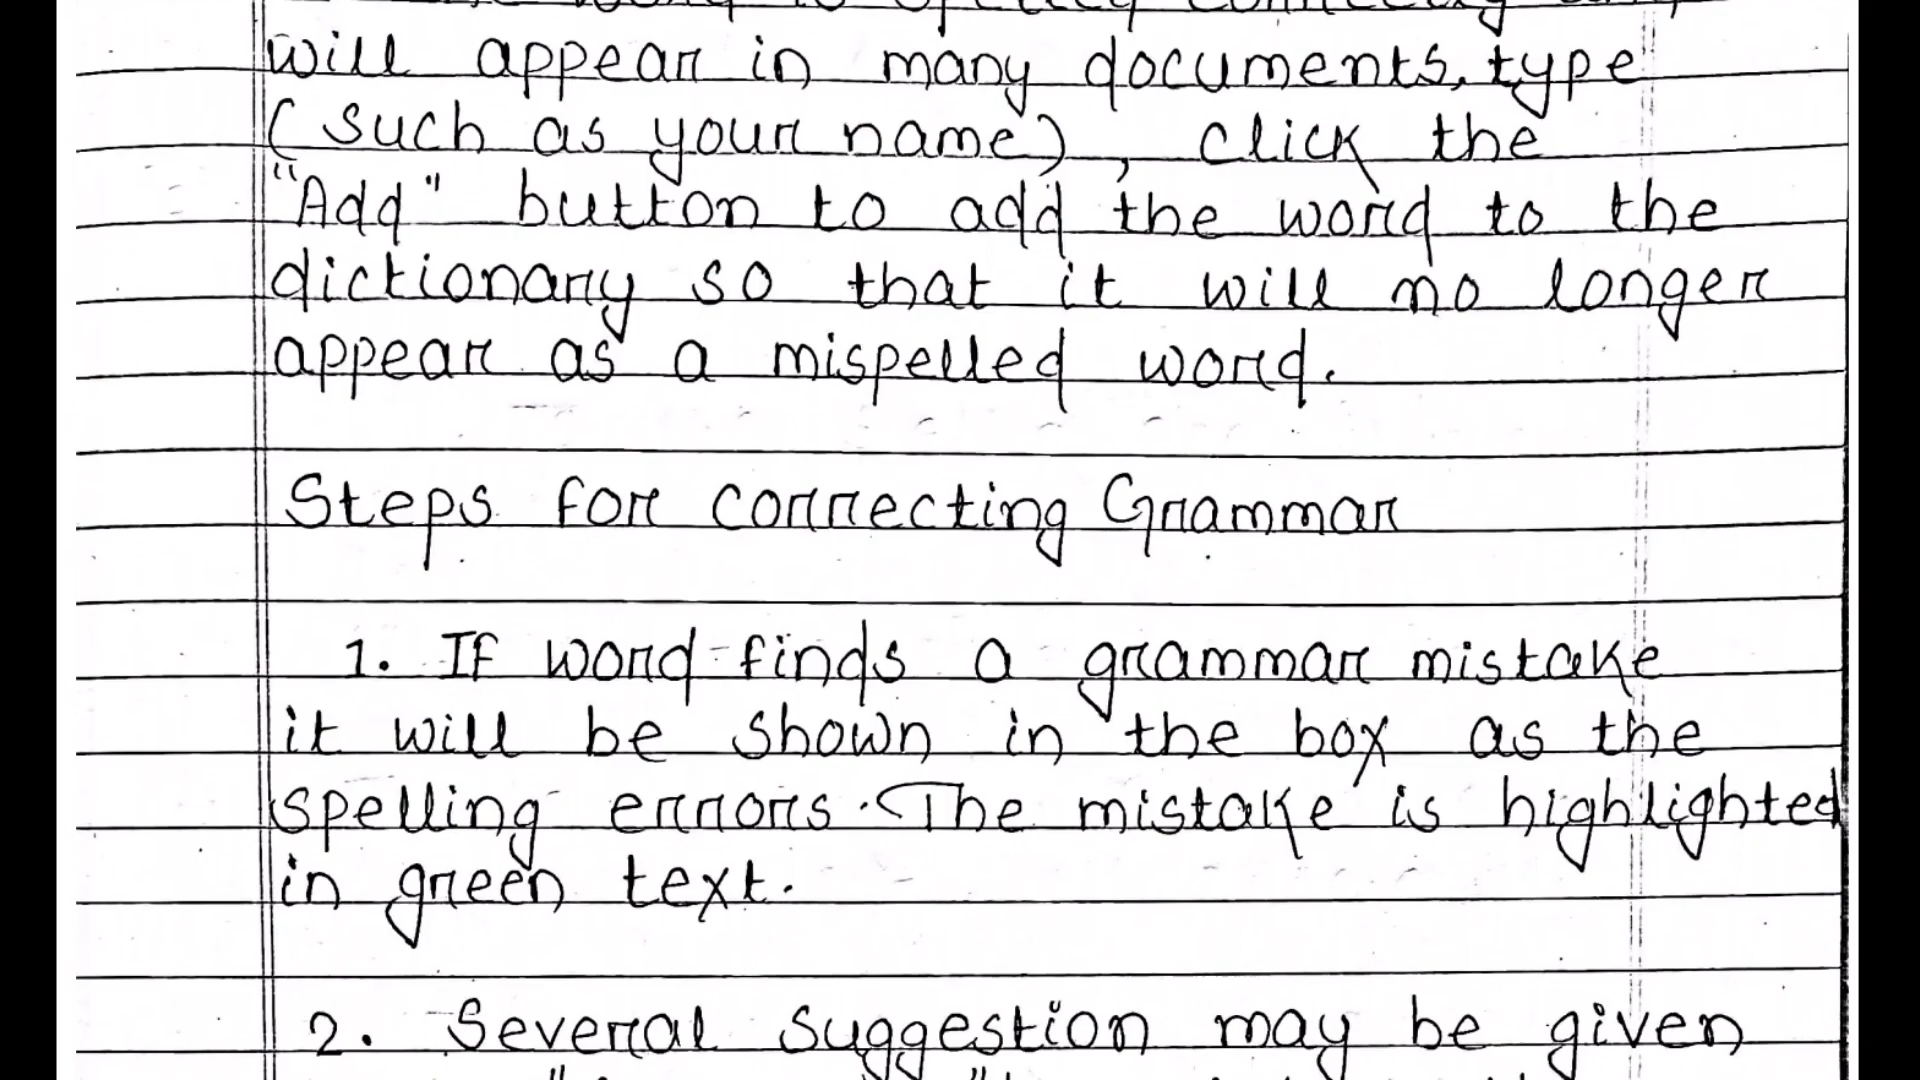 will appear in many documents, type
(such as your name), click the
"Add" button to add the word to the
dictionary so that it will no longer
appear as a mispelled word.
Steps for correcting Grammar
1. If word finds a grammar mistake
it will be shown in the box as the
spelling errors. The mistake is highlighted
in green text.
2. Several suggestion may be given